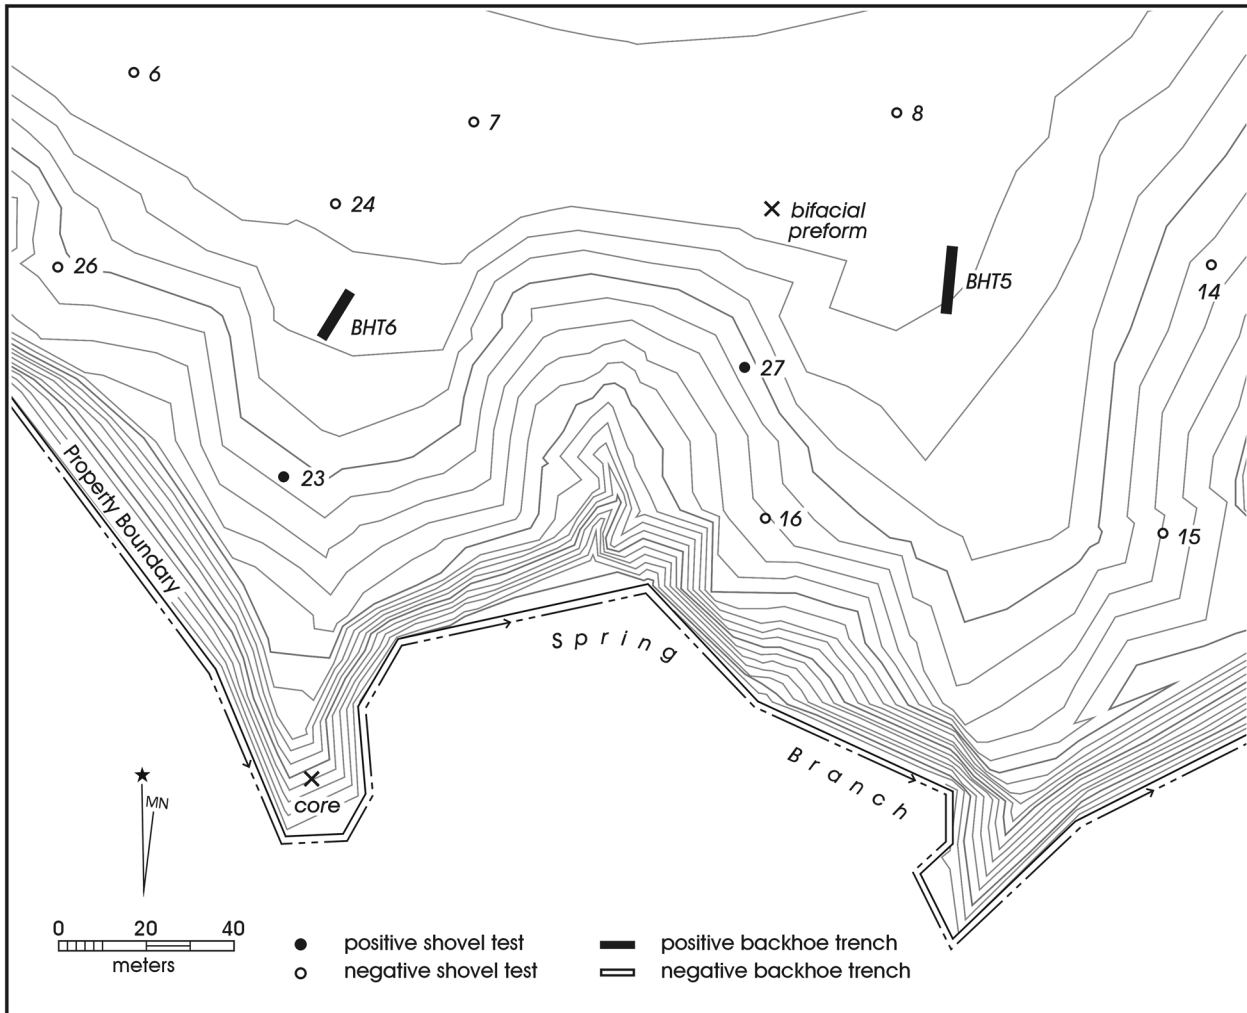 6
7
8
24
bifacial
preform
26
BHT5
14
BHT6
27
23
16
15
Property Boundary
Spring
Branch
MN
core
0 20 40
meters
positive shovel test
negative shovel test
positive backhoe trench
negative backhoe trench